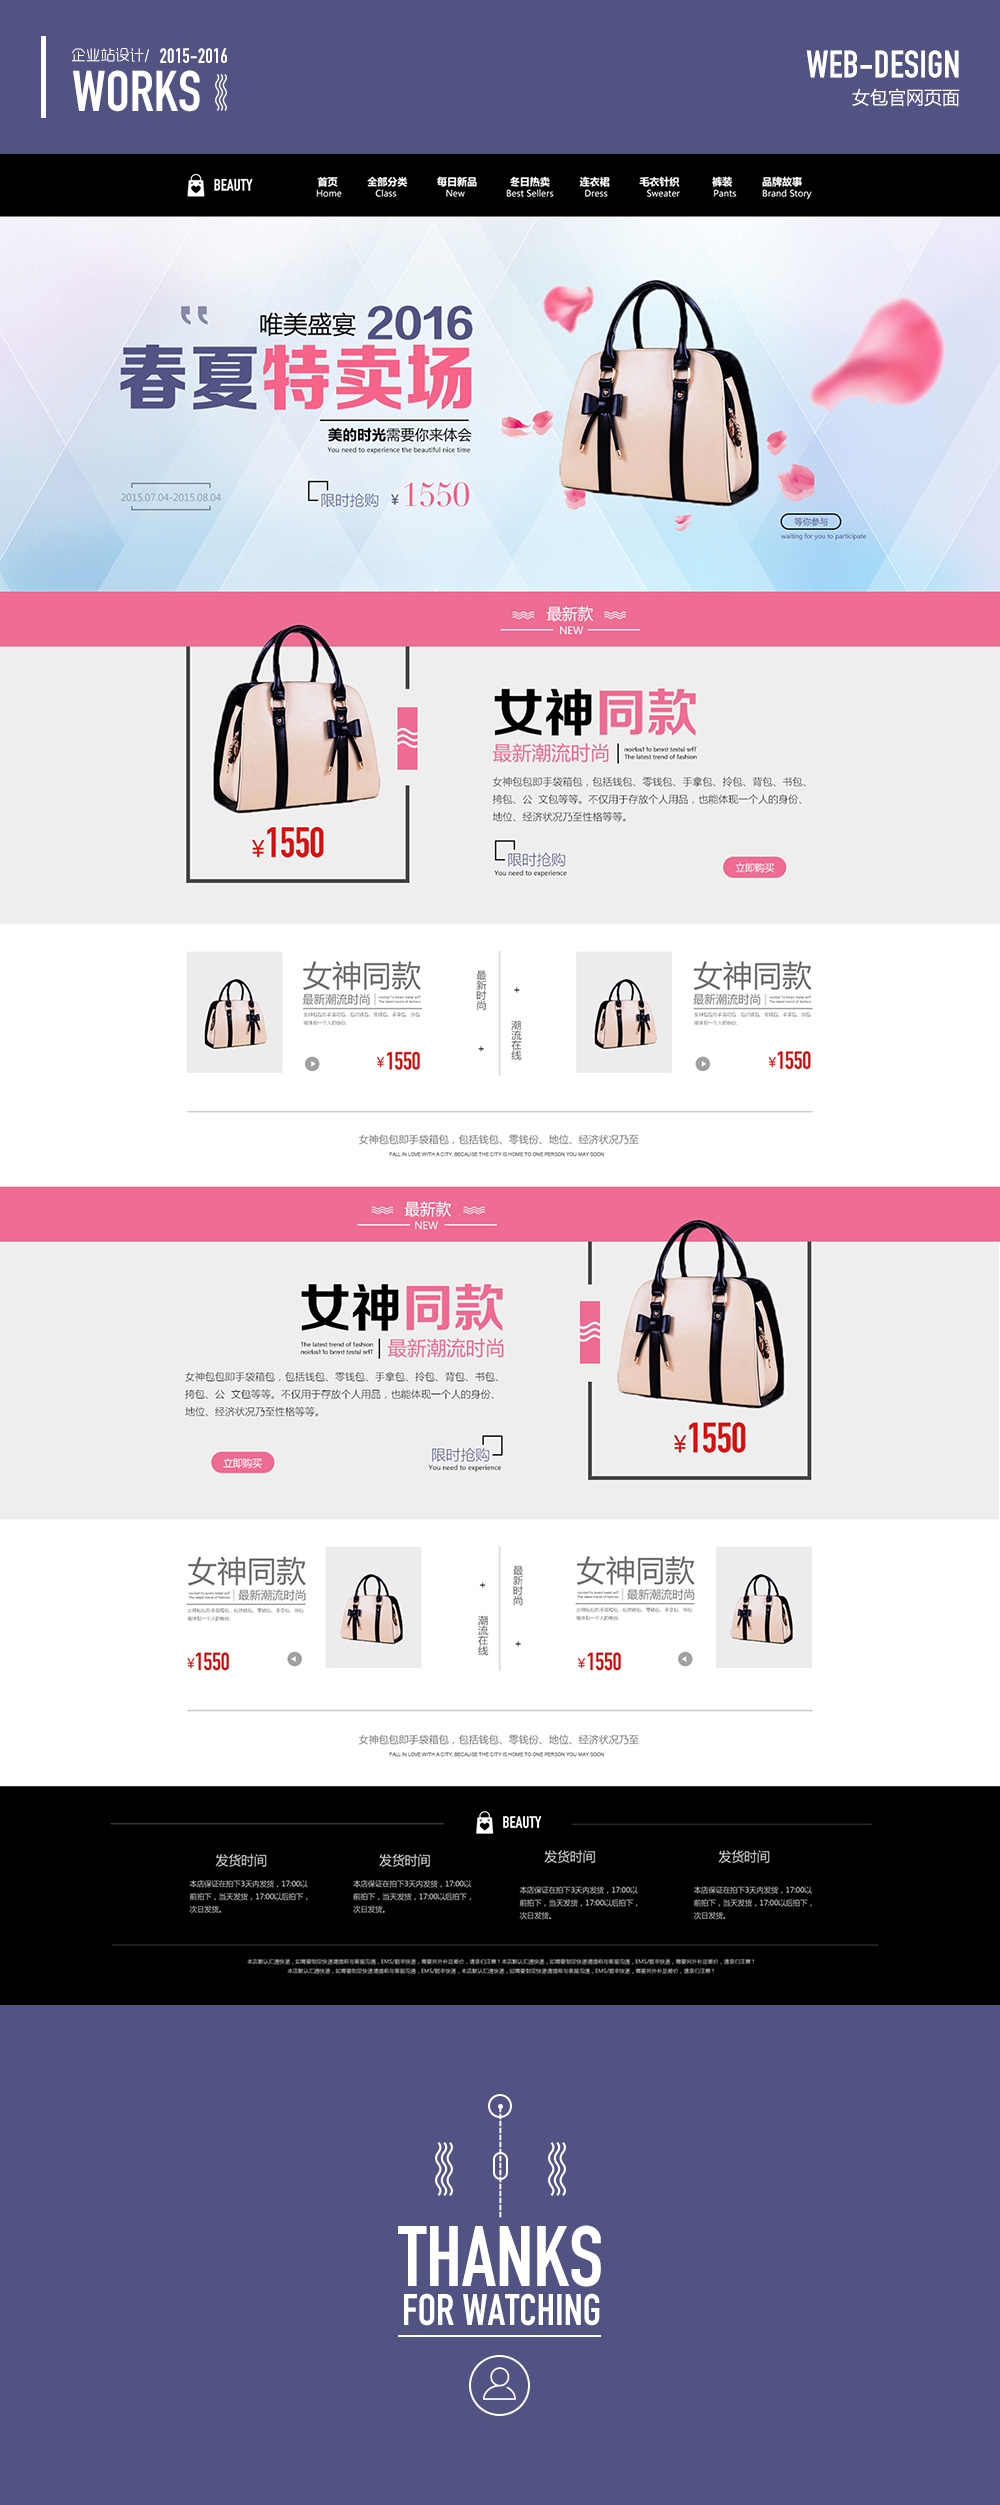 企业站设计/ 2015-2016
WORKS
WEB-DESIGN
女包官网页面
BEAUTY
首页 全部分类 每日新品 冬日热卖 连衣裙 毛衣针织 裤装 品牌故事
Home Class New Best Sellers Dress Sweater Pants Brand Story
唯美盛宴 2016
春夏特卖场
美的时光需要你来体会
You need to experience the beautiful nice time
2015.07.04-2015.08.04
限时抢购 ¥1550
等你参与
waiting for you to participate
最新款
NEW
女神同款
最新潮流时尚
The latest trend of fashion
女神包包即手袋箱包，包括钱包、零钱包、手拿包、拎包、背包、书包、
挎包、公 文包等等。不仅用于存放个人用品，也能体现一个人的身份、
地位、经济状况乃至性格等等。
¥1550
限时抢购
You need to experience
立即购买
女神同款
最新潮流时尚
The latest trend of fashion
¥1550
最新时尚
+
潮流在线
+
女神同款
最新潮流时尚
The latest trend of fashion
¥1550
女神包包即手袋箱包，包括钱包、零钱份、地位、经济状况乃至
FALL IN LOVE WITH A CITY, BECAUSE THE CITY IS HOME TO ONE PERSON YOU MAY SOON
最新款
NEW
女神同款
The latest trend of fashion
最新潮流时尚
女神包包即手袋箱包，包括钱包、零钱包、手拿包、拎包、背包、书包、
挎包、公 文包等等。不仅用于存放个人用品，也能体现一个人的身份、
地位、经济状况乃至性格等等。
立即购买
限时抢购
You need to experience
¥1550
女神同款
The latest trend of fashion
最新潮流时尚
¥1550
最新时尚
+
潮流在线
+
女神同款
The latest trend of fashion
最新潮流时尚
¥1550
女神包包即手袋箱包，包括钱包、零钱份、地位、经济状况乃至
FALL IN LOVE WITH A CITY, BECAUSE THE CITY IS HOME TO ONE PERSON YOU MAY SOON
BEAUTY
发货时间
本店保证在拍下3天内发货，17:00以
前拍下，当天发货，17:00以后拍下，
次日发货。
发货时间
本店保证在拍下3天内发货，17:00以
前拍下，当天发货，17:00以后拍下，
次日发货。
发货时间
本店保证在拍下3天内发货，17:00以
前拍下，当天发货，17:00以后拍下，
次日发货。
发货时间
本店保证在拍下3天内发货，17:00以
前拍下，当天发货，17:00以后拍下，
次日发货。
THANKS
FOR WATCHING